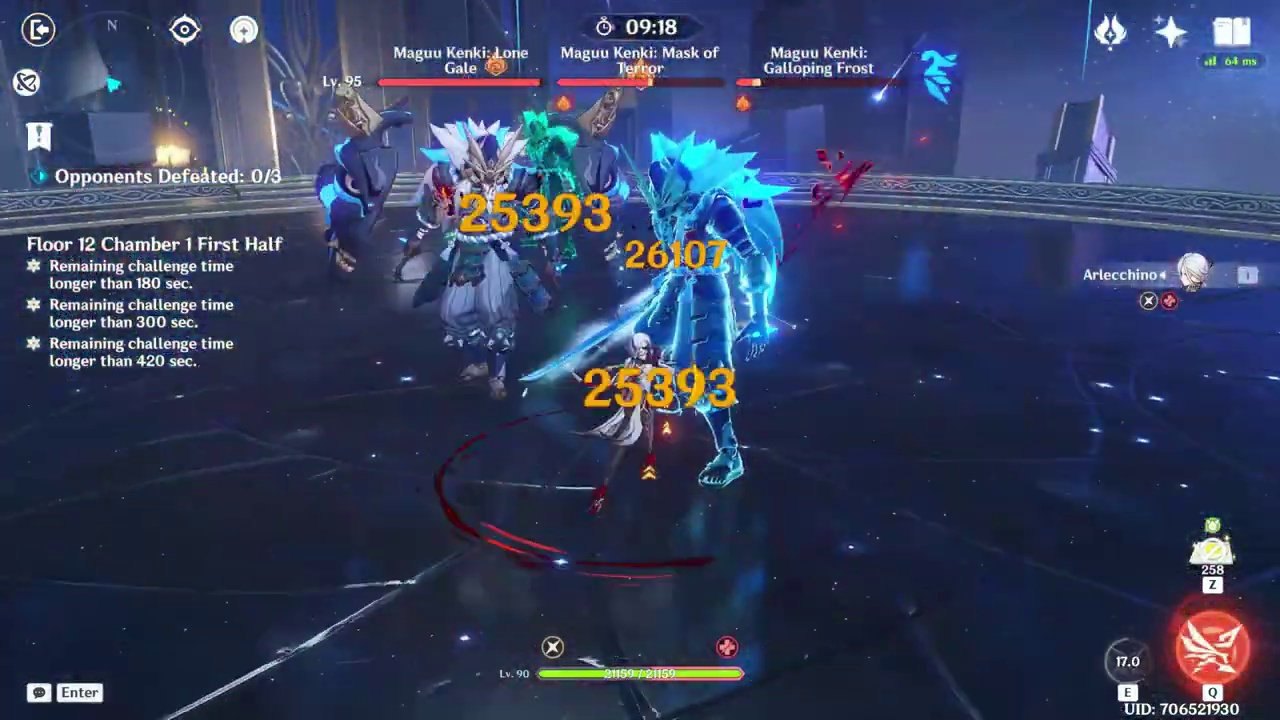 N
09:18
64 ms
Maguu Kenki: Lone
Gale
Maguu Kenki: Mask of
Terror
Maguu Kenki:
Galloping Frost
Lv. 95
Opponents Defeated: 0/3
25393
26107
Floor 12 Chamber 1 First Half
Remaining challenge time
longer than 180 sec.
Remaining challenge time
longer than 300 sec.
Remaining challenge time
longer than 420 sec.
Arlecchino
1
25393
258
Z
17.0
Lv. 90
21159 / 21159
Enter
E
Q
UID: 706521930